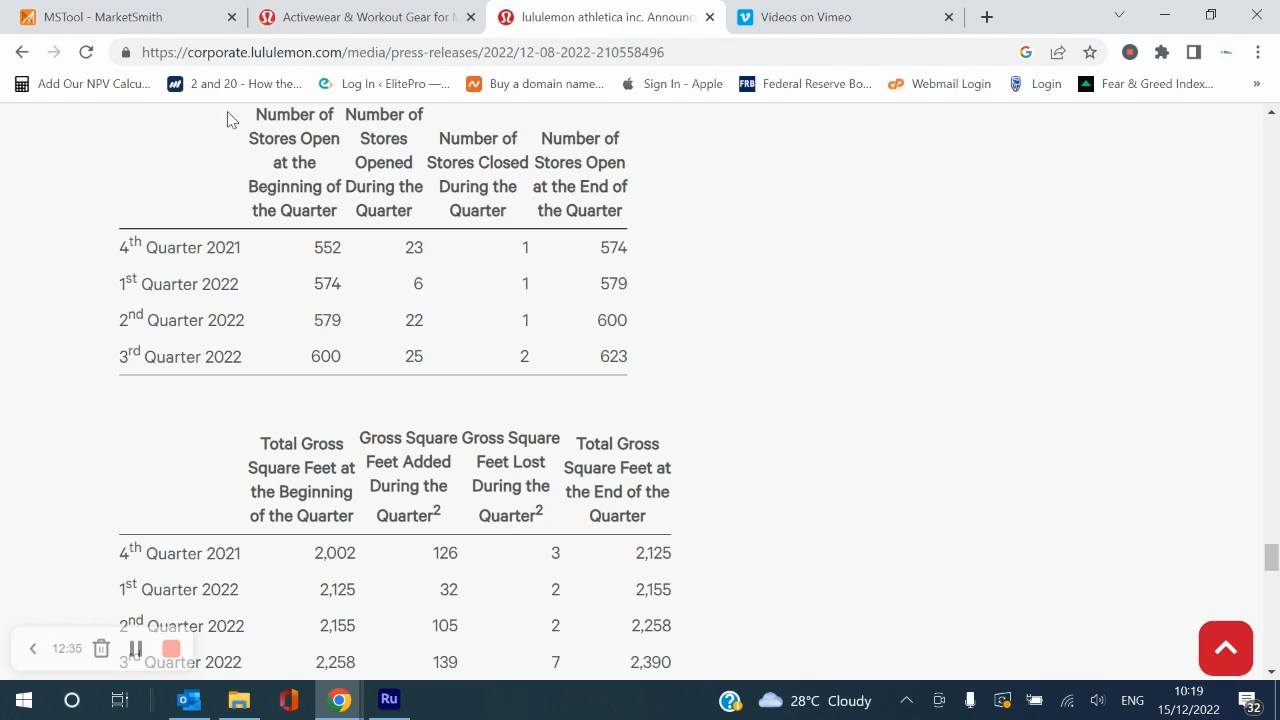 MSTool - MarketSmith
Activewear & Workout Gear for
lululemon athletica inc. Announc
Videos on Vimeo
https://corporate.lululemon.com/media/press-releases/2022/12-08-2022-210558496
Add Our NPV Calcu...
2 and 20 - How the...
Log In ‹ ElitePro —...
Buy a domain name...
Sign In - Apple
FRB Federal Reserve Bo...
cP Webmail Login
Login
Fear & Greed Index...
»
Number of Number of
Stores Open Stores Number of Number of
at the Opened Stores Closed Stores Open
Beginning of During the During the at the End of
the Quarter Quarter Quarter the Quarter
4th Quarter 2021 552 23 1 574
1st Quarter 2022 574 6 1 579
2nd Quarter 2022 579 22 1 600
3rd Quarter 2022 600 25 2 623
Total Gross Gross Square Gross Square Total Gross
Square Feet at Feet Added Feet Lost Square Feet at
the Beginning During the During the the End of the
of the Quarter Quarter2 Quarter2 Quarter
4th Quarter 2021 2,002 126 3 2,125
1st Quarter 2022 2,125 32 2 2,155
2nd Quarter 2022 2,155 105 2 2,258
3rd Quarter 2022 2,258 139 7 2,390
12:35
Ru
28°C Cloudy
ENG
10:19
15/12/2022
32